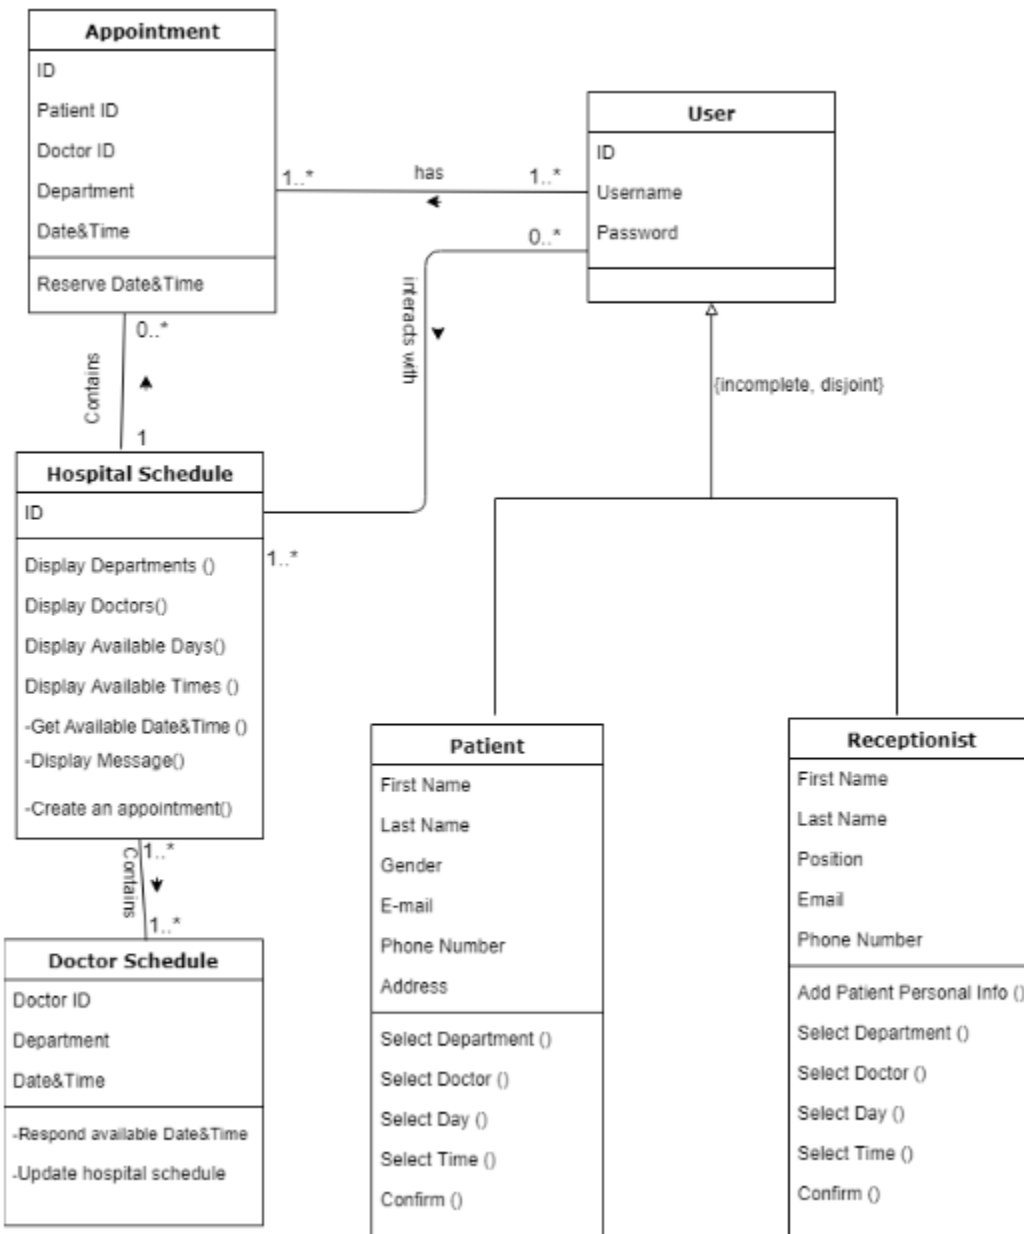 Appointment
ID
Patient ID
Doctor ID
Department
Date&Time
Reserve Date&Time
1..*
has
1..*
User
ID
Username
Password
0..*
interacts with
0..*
Contains
1
{incomplete, disjoint}
Hospital Schedule
ID
Display Departments ()
Display Doctors()
Display Available Days()
Display Available Times ()
-Get Available Date&Time ()
-Display Message()
-Create an appointment()
1..*
1..*
Contains
1..*
Doctor Schedule
Doctor ID
Department
Date&Time
-Respond available Date&Time
-Update hospital schedule
Patient
First Name
Last Name
Gender
E-mail
Phone Number
Address
Select Department ()
Select Doctor ()
Select Day ()
Select Time ()
Confirm ()
Receptionist
First Name
Last Name
Position
Email
Phone Number
Add Patient Personal Info ()
Select Department ()
Select Doctor ()
Select Day ()
Select Time ()
Confirm ()